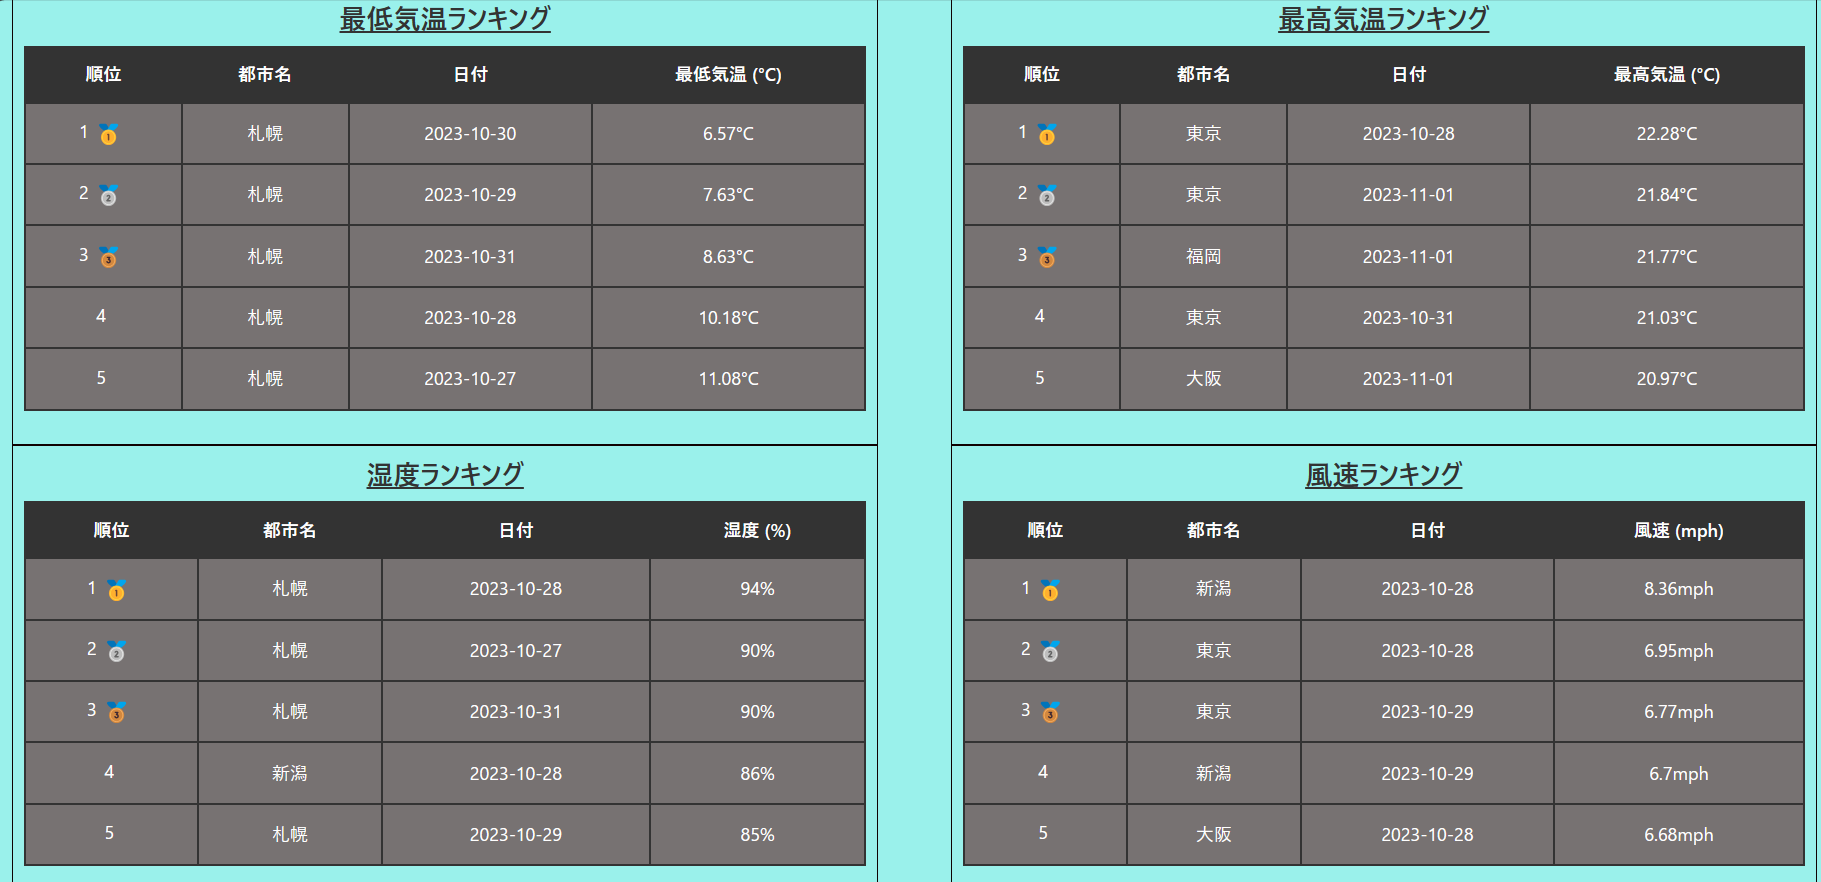 最低気温ランキング
順位 都市名 日付 最低気温 (℃)
1 🥇 札幌 2023-10-30 6.57℃
2 🥈 札幌 2023-10-29 7.63℃
3 🥉 札幌 2023-10-31 8.63℃
4 札幌 2023-10-28 10.18℃
5 札幌 2023-10-27 11.08℃
最高気温ランキング
順位 都市名 日付 最高気温 (℃)
1 🥇 東京 2023-10-28 22.28℃
2 🥈 東京 2023-11-01 21.84℃
3 🥉 福岡 2023-11-01 21.77℃
4 東京 2023-10-31 21.03℃
5 大阪 2023-11-01 20.97℃
湿度ランキング
順位 都市名 日付 湿度 (%)
1 🥇 札幌 2023-10-28 94%
2 🥈 札幌 2023-10-27 90%
3 🥉 札幌 2023-10-31 90%
4 新潟 2023-10-28 86%
5 札幌 2023-10-29 85%
風速ランキング
順位 都市名 日付 風速 (mph)
1 🥇 新潟 2023-10-28 8.36mph
2 🥈 東京 2023-10-28 6.95mph
3 🥉 東京 2023-10-29 6.77mph
4 新潟 2023-10-29 6.7mph
5 大阪 2023-10-28 6.68mph